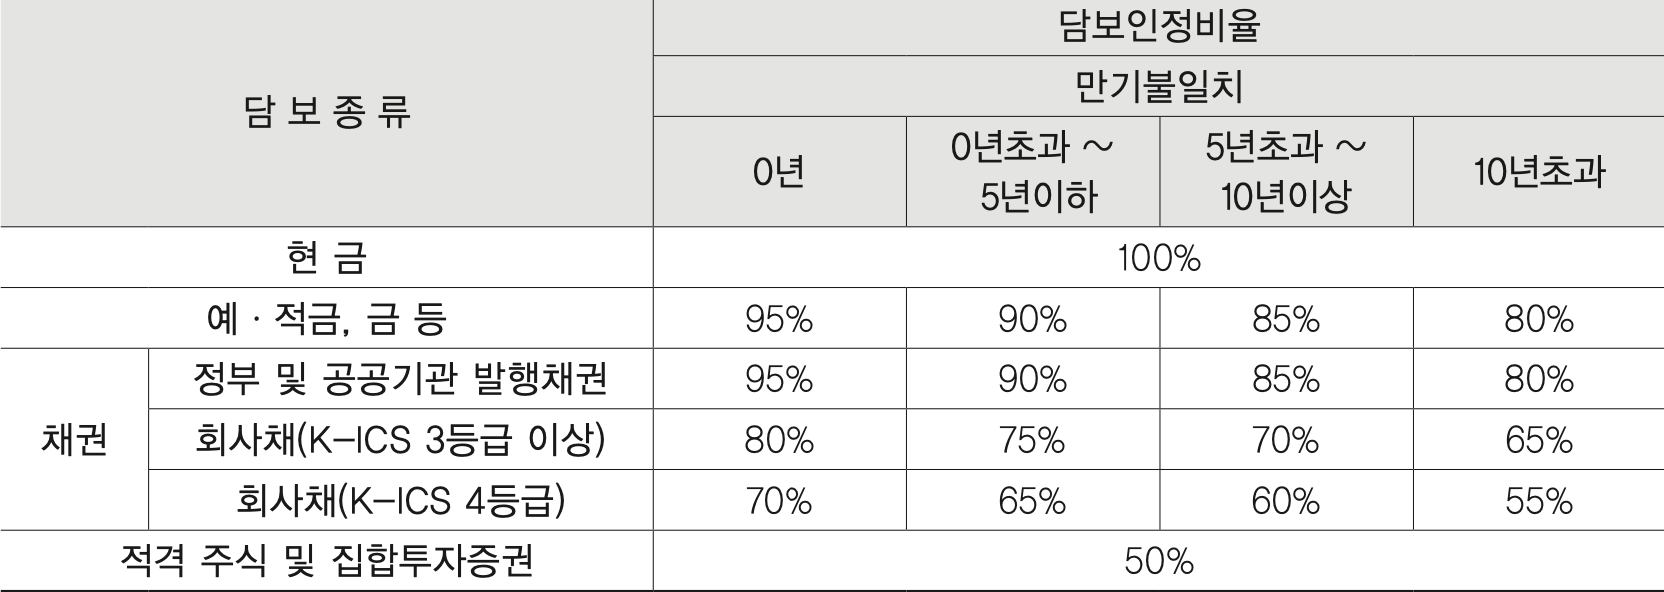 담보종류
담보인정비율
만기불일치
0년
0년초과 ~
5년이하
5년초과 ~
10년이상
10년초과
현 금
100%
예 · 적금, 금 등
95%
90%
85%
80%
채권
정부 및 공공기관 발행채권
95%
90%
85%
80%
회사채(K-ICS 3등급 이상)
80%
75%
70%
65%
회사채(K-ICS 4등급)
70%
65%
60%
55%
적격 주식 및 집합투자증권
50%